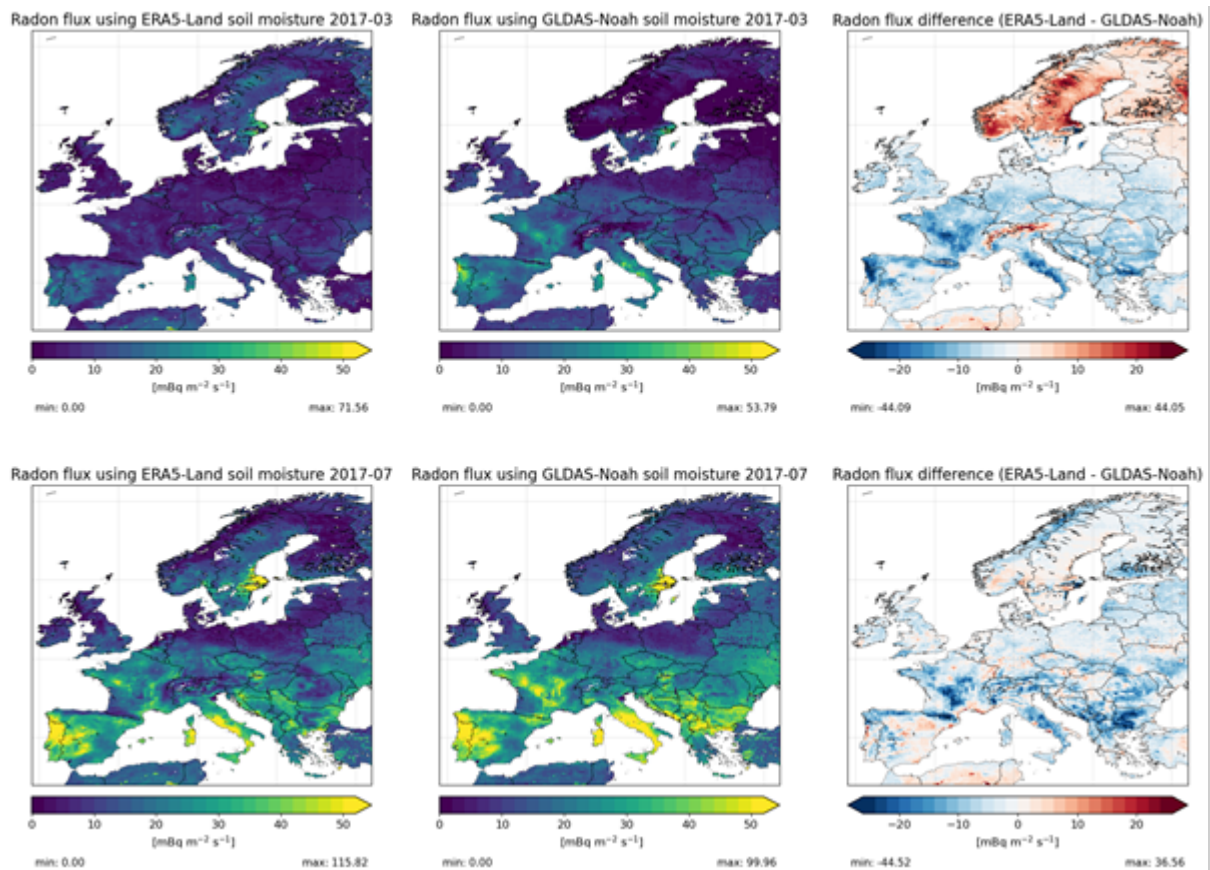 Radon flux using ERA5-Land soil moisture 2017-03
Radon flux using GLDAS-Noah soil moisture 2017-03
Radon flux difference (ERA5-Land - GLDAS-Noah)
0 10 20 30 40 50
[mBq m⁻² s⁻¹]
min: 0.00 max: 71.56
0 10 20 30 40 50
[mBq m⁻² s⁻¹]
min: 0.00 max: 53.79
−20 −10 0 10 20
[mBq m⁻² s⁻¹]
min: -44.09 max: 44.05
Radon flux using ERA5-Land soil moisture 2017-07
Radon flux using GLDAS-Noah soil moisture 2017-07
Radon flux difference (ERA5-Land - GLDAS-Noah)
0 10 20 30 40 50
[mBq m⁻² s⁻¹]
min: 0.00 max: 115.82
0 10 20 30 40 50
[mBq m⁻² s⁻¹]
min: 0.00 max: 99.96
−20 −10 0 10 20
[mBq m⁻² s⁻¹]
min: -44.52 max: 36.56